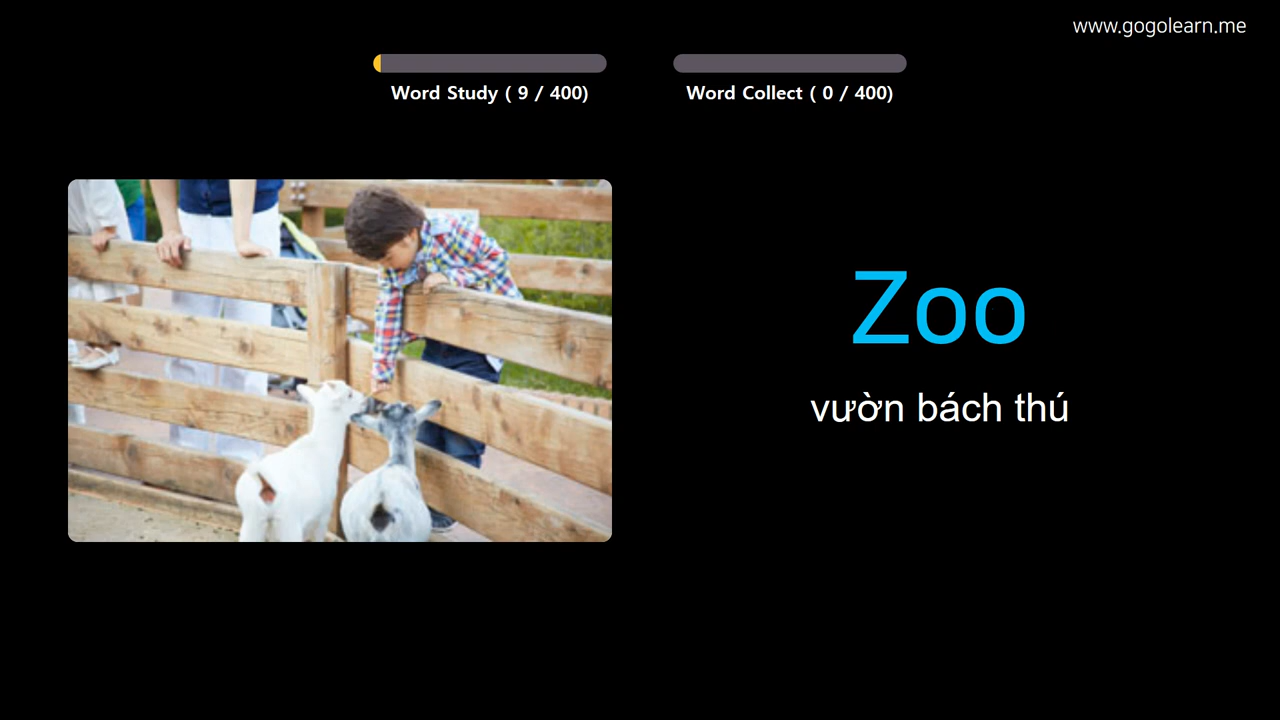 www.gogolearn.me
Word Study ( 9 / 400)
Word Collect ( 0 / 400)
Zoo
vườn bách thú